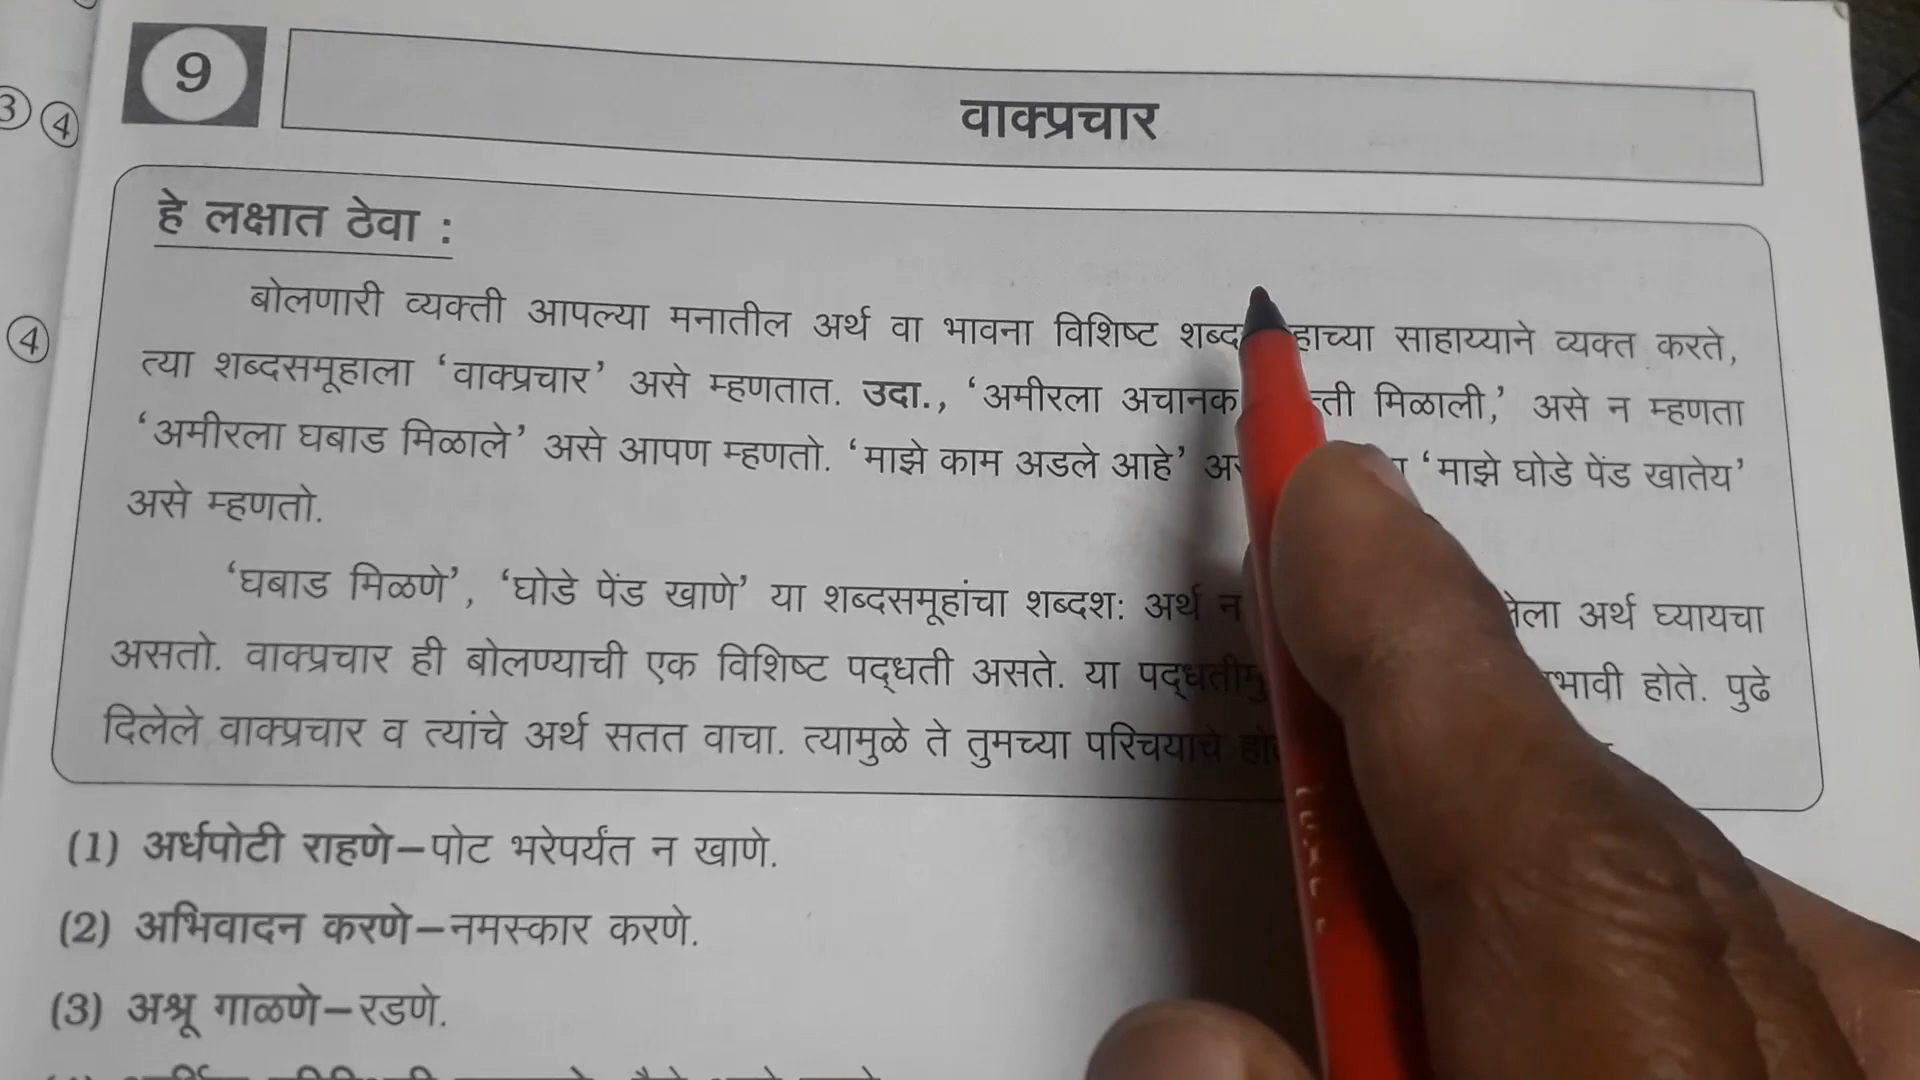 9
वाक्प्रचार
3 4
हे लक्षात ठेवा :
बोलणारी व्यक्ती आपल्या मनातील अर्थ वा भावना विशिष्ट साहाय्याने व्यक्त करते,
4
त्या शब्दसमूहाला ‘वाक्प्रचार’ असे म्हणतात. उदा., ‘अमीरला अचानक मिळाली,’ असे न म्हणता
‘अमीरला घबाड मिळाले’ असे आपण म्हणतो. ‘माझे काम अडले आहे’ ‘माझे घोडे पेंड खातेय’
असे म्हणतो.
‘घबाड मिळणे’, ‘घोडे पेंड खाणे’ या शब्दसमूहांचा शब्दश: अर्थ न अर्थ घ्यायचा
असतो. वाक्प्रचार ही बोलण्याची एक विशिष्ट पद्धती असते. या होते. पुढे
दिलेले वाक्प्रचार व त्यांचे अर्थ सतत वाचा. त्यामुळे ते तुमच्या परिचयाचे
(1) अर्धपोटी राहणे–पोट भरेपर्यंत न खाणे.
(2) अभिवादन करणे–नमस्कार करणे.
(3) अश्रू गाळणे–रडणे.